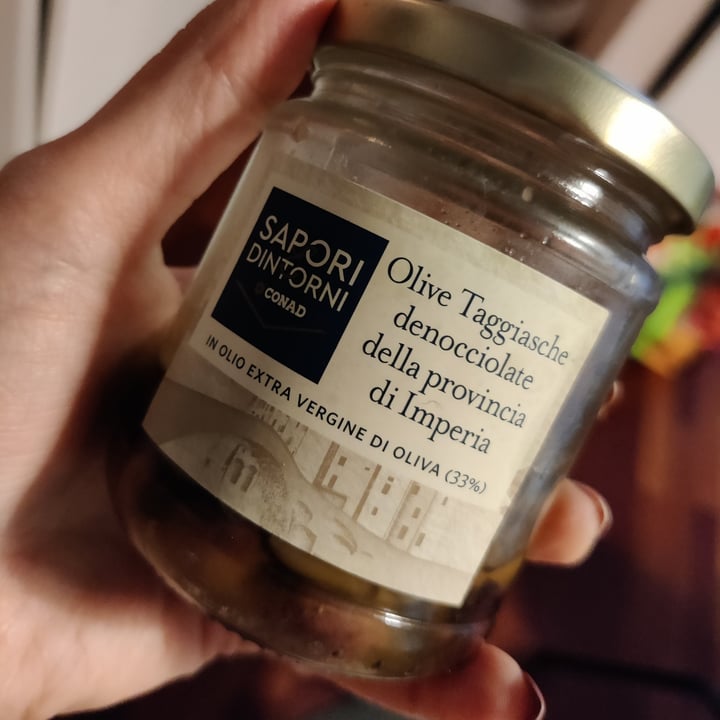 SAPORI
DINTORNI
CONAD
Olive Taggiasche
denocciolate
della provincia
di Imperia
IN OLIO EXTRA VERGINE DI OLIVA (33%)